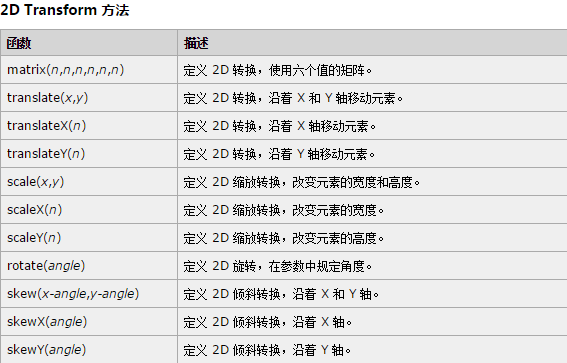 2D Transform 方法
函数 描述
matrix(n,n,n,n,n,n) 定义 2D 转换，使用六个值的矩阵。
translate(x,y) 定义 2D 转换，沿着 X 和 Y 轴移动元素。
translateX(n) 定义 2D 转换，沿着 X 轴移动元素。
translateY(n) 定义 2D 转换，沿着 Y 轴移动元素。
scale(x,y) 定义 2D 缩放转换，改变元素的宽度和高度。
scaleX(n) 定义 2D 缩放转换，改变元素的宽度。
scaleY(n) 定义 2D 缩放转换，改变元素的高度。
rotate(angle) 定义 2D 旋转，在参数中规定角度。
skew(x-angle,y-angle) 定义 2D 倾斜转换，沿着 X 和 Y 轴。
skewX(angle) 定义 2D 倾斜转换，沿着 X 轴。
skewY(angle) 定义 2D 倾斜转换，沿着 Y 轴。